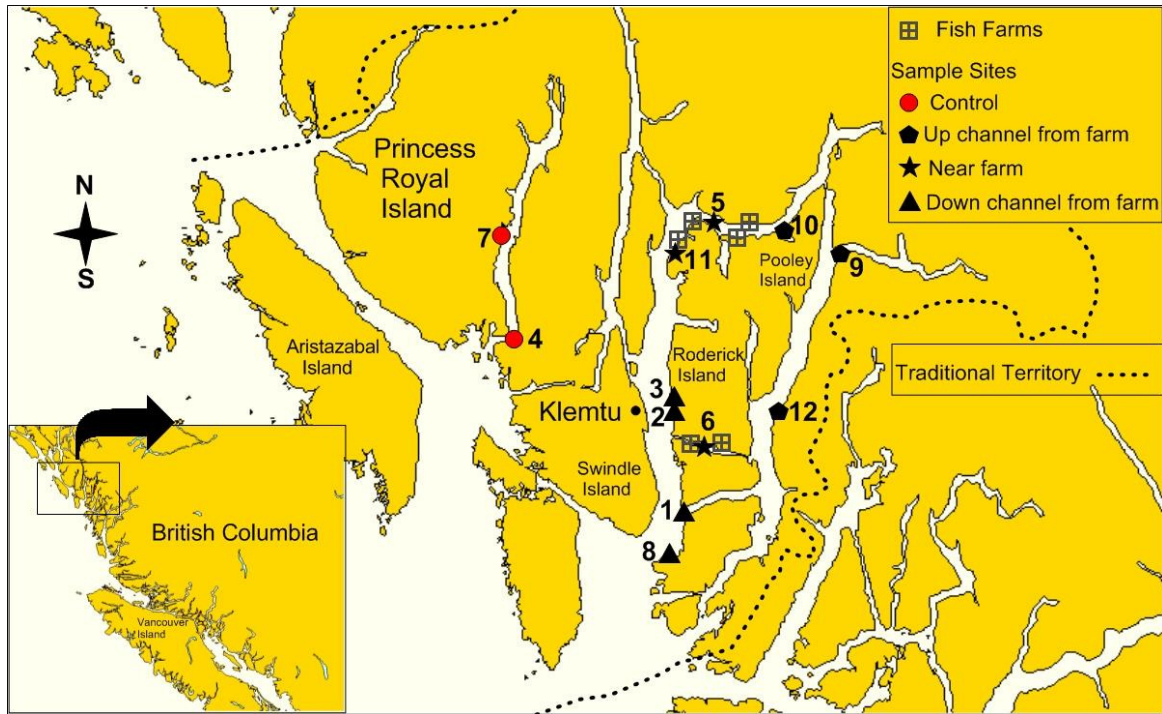 Fish Farms
Sample Sites
Control
Up channel from farm
Near farm
Down channel from farm
Traditional Territory
N
S
Princess
Royal
Island
7
4
5
10
11
Pooley
Island
9
Aristazabal
Island
Roderick
Island
3
Klemtu
2
6
12
Swindle
Island
1
8
British Columbia
Vancouver
Island